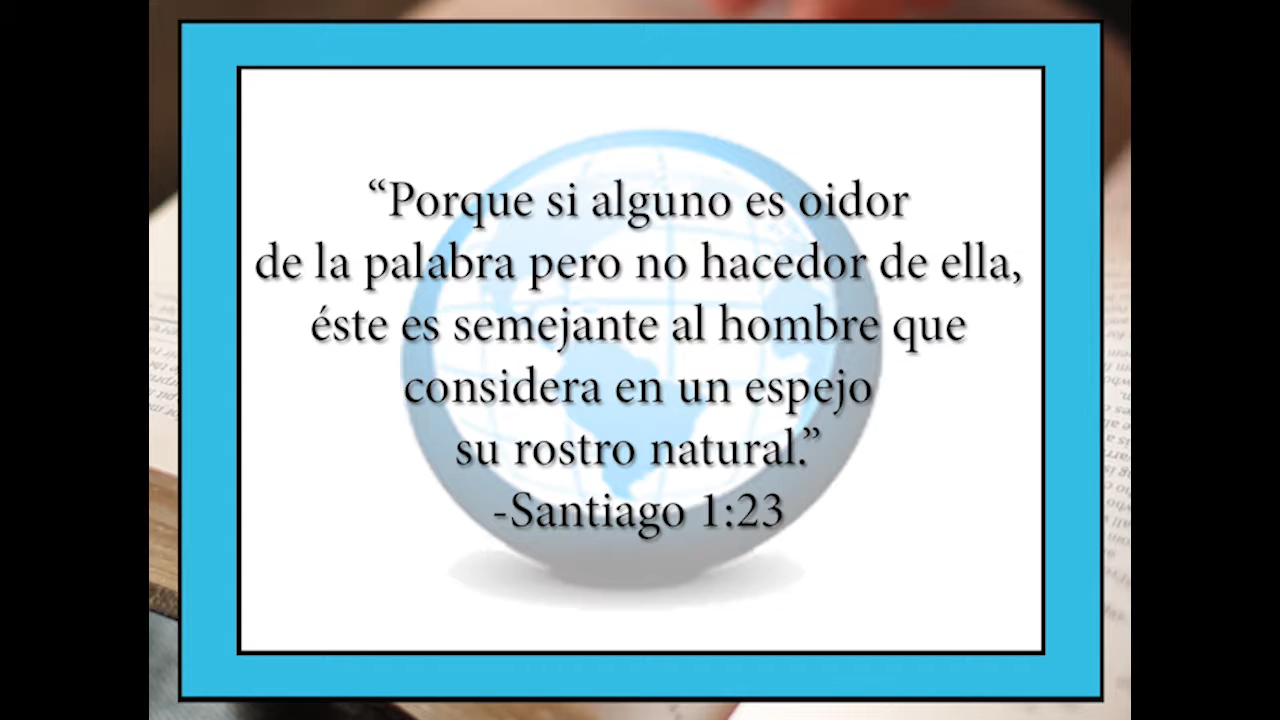 “Porque si alguno es oidor
de la palabra pero no hacedor de ella,
éste es semejante al hombre que
considera en un espejo
su rostro natural.”
-Santiago 1:23